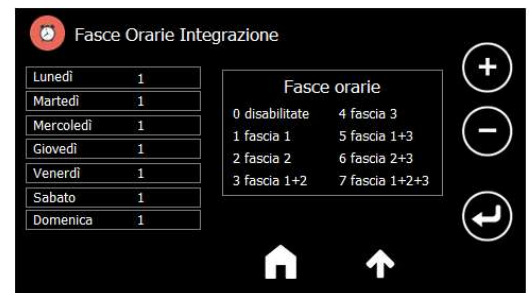 Fasce Orarie Integrazione
Lunedì 1
Martedì 1
Mercoledì 1
Giovedì 1
Venerdì 1
Sabato 1
Domenica 1
Fasce orarie
0 disabilitate 4 fascia 3
1 fascia 1 5 fascia 1+3
2 fascia 2 6 fascia 2+3
3 fascia 1+2 7 fascia 1+2+3